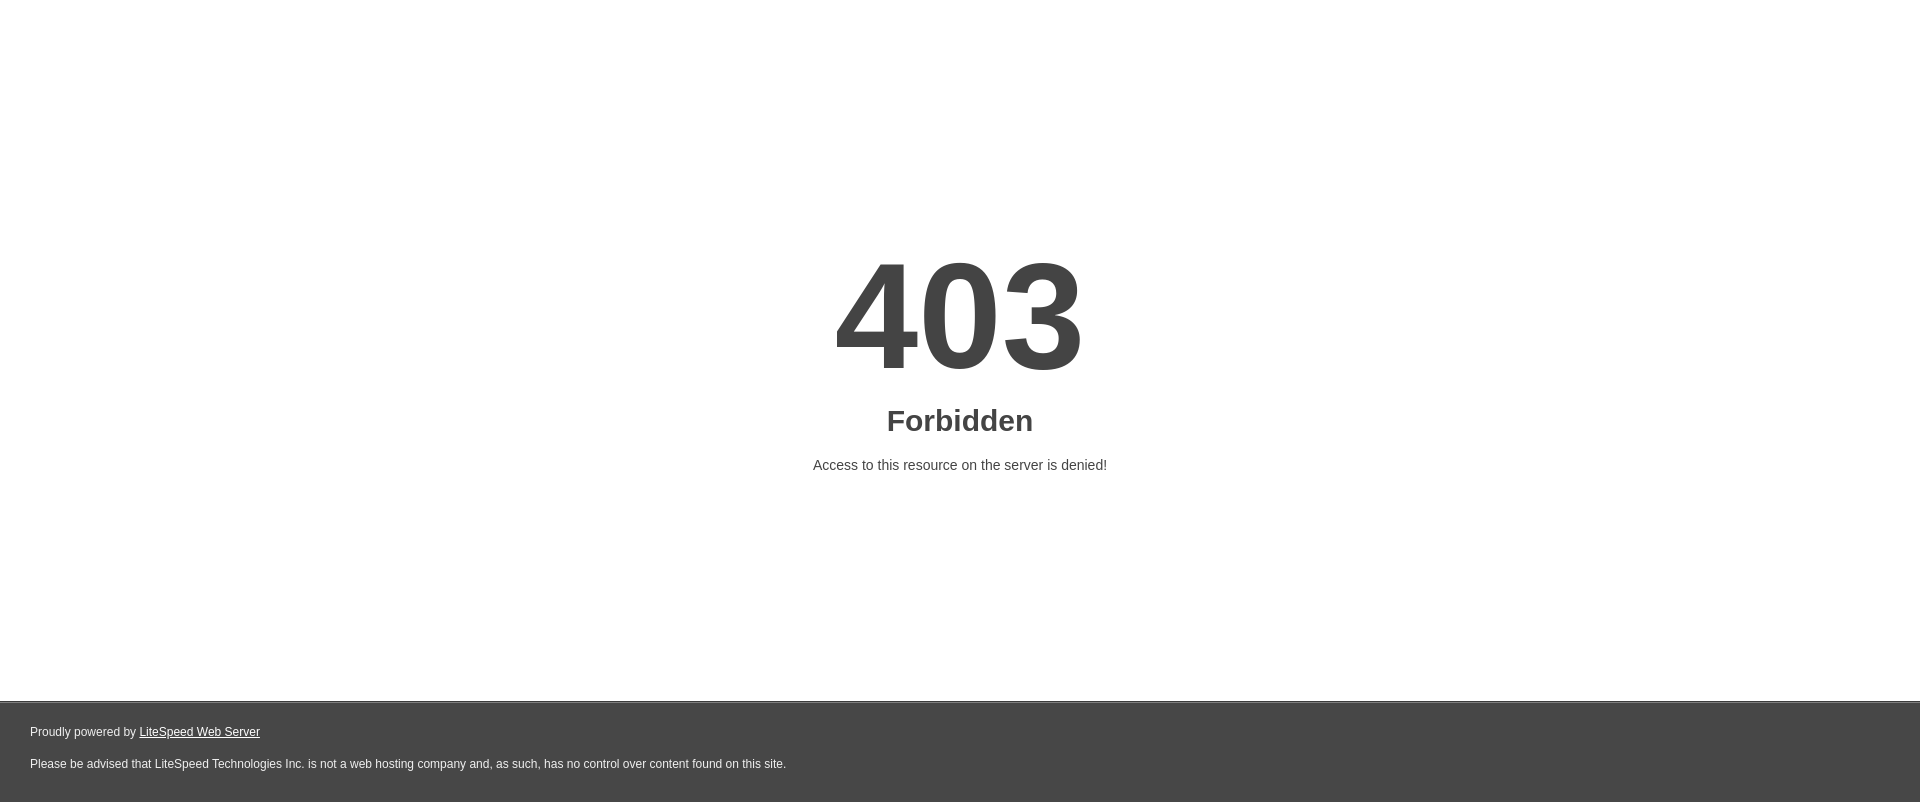 403
Forbidden
Access to this resource on the server is denied!
Proudly powered by LiteSpeed Web Server
Please be advised that LiteSpeed Technologies Inc. is not a web hosting company and, as such, has no control over content found on this site.